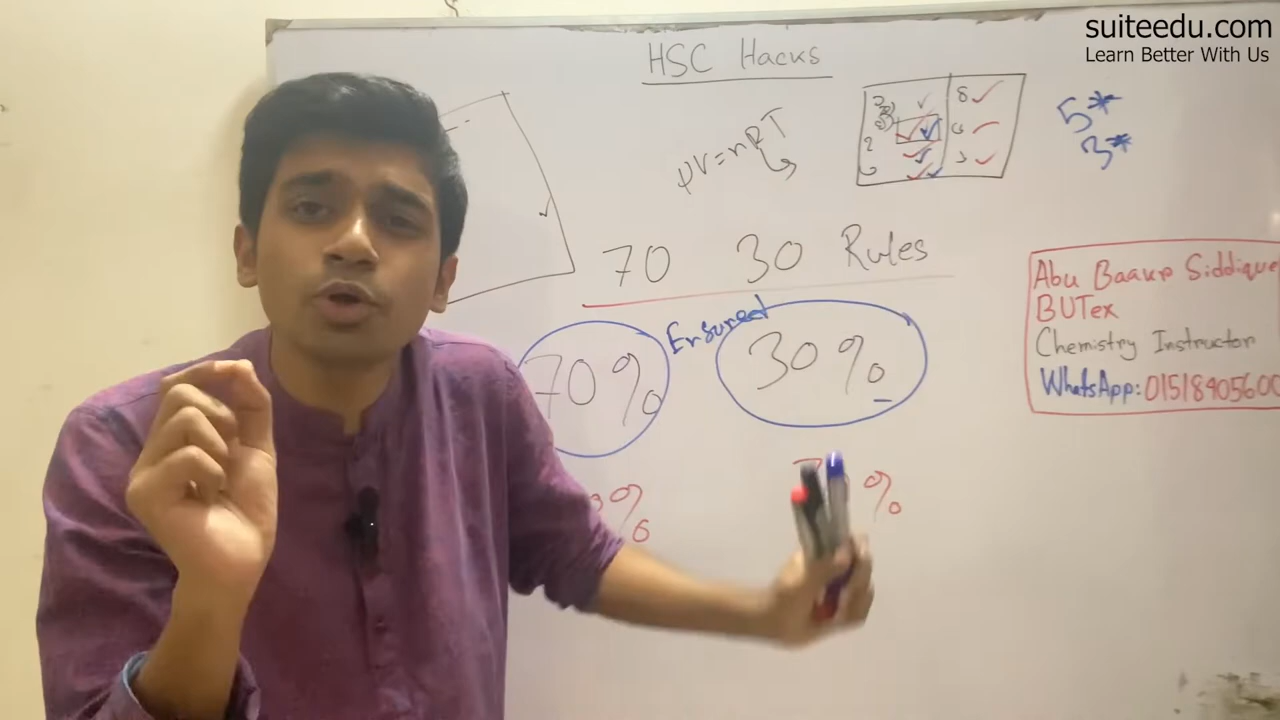 suiteedu.com
Learn Better With Us
HSC Hacks
PV=nRT
5*
3*
70 30 Rules
70% Ensured 30%
%
%
Abu Baakr Siddique
BUTex
Chemistry Instructor
WhatsApp: 01518905600